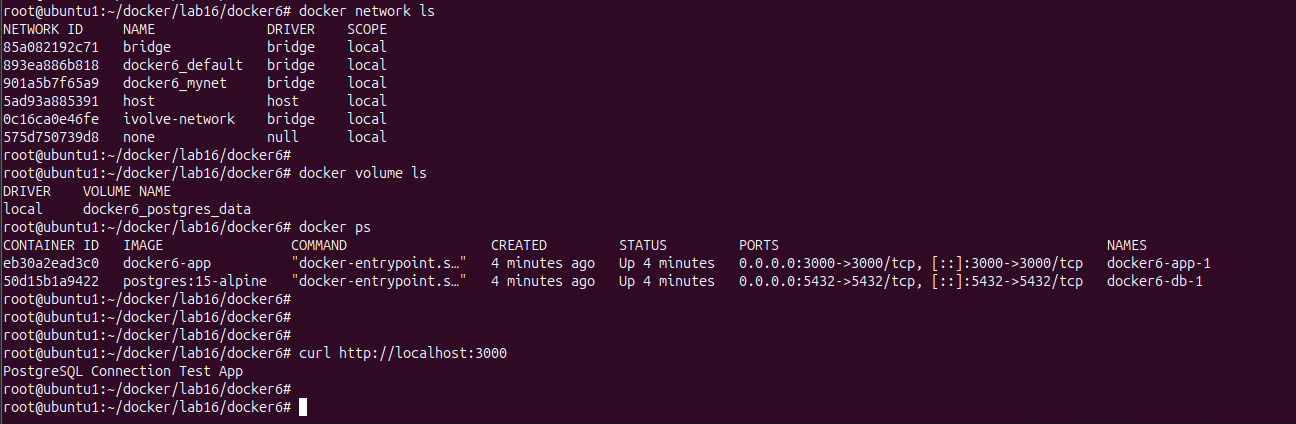 root@ubuntu1:~/docker/lab16/docker6# docker network ls
NETWORK ID     NAME              DRIVER    SCOPE
85a082192c71   bridge            bridge    local
893ea886b818   docker6_default   bridge    local
901a5b7f65a9   docker6_mynet     bridge    local
5ad93a885391   host              host      local
0c16ca0e46fe   ivolve-network    bridge    local
575d750739d8   none              null      local
root@ubuntu1:~/docker/lab16/docker6#
root@ubuntu1:~/docker/lab16/docker6# docker volume ls
DRIVER    VOLUME NAME
local     docker6_postgres_data
root@ubuntu1:~/docker/lab16/docker6# docker ps
CONTAINER ID   IMAGE                COMMAND                  CREATED         STATUS         PORTS                                         NAMES
eb30a2ead3c0   docker6-app          "docker-entrypoint.s…"   4 minutes ago   Up 4 minutes   0.0.0.0:3000->3000/tcp, [::]:3000->3000/tcp   docker6-app-1
50d15b1a9422   postgres:15-alpine   "docker-entrypoint.s…"   4 minutes ago   Up 4 minutes   0.0.0.0:5432->5432/tcp, [::]:5432->5432/tcp   docker6-db-1
root@ubuntu1:~/docker/lab16/docker6#
root@ubuntu1:~/docker/lab16/docker6#
root@ubuntu1:~/docker/lab16/docker6#
root@ubuntu1:~/docker/lab16/docker6# curl http://localhost:3000
PostgreSQL Connection Test App
root@ubuntu1:~/docker/lab16/docker6#
root@ubuntu1:~/docker/lab16/docker6#